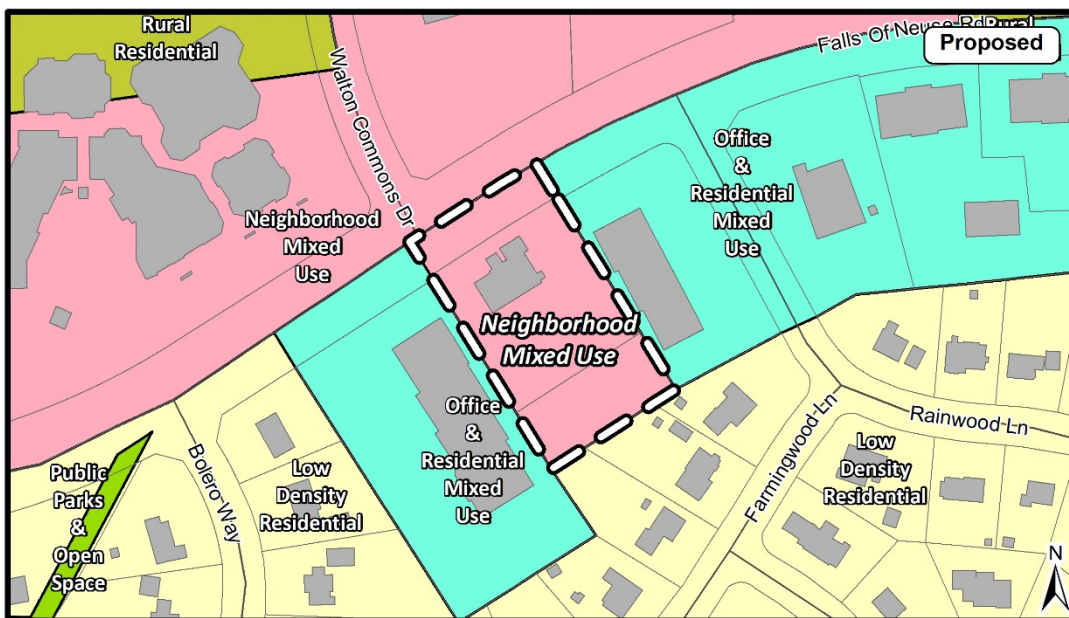 Rural
Residential
Walton Commons Dr
Falls Of Neuse Rd
Rural
Proposed
Office
&
Residential
Mixed
Use
Neighborhood
Mixed
Use
Neighborhood
Mixed Use
Office
&
Residential
Mixed
Use
Public
Parks
&
Open
Space
Bolero Way
Low
Density
Residential
Farmingwood Ln
Rainwood Ln
Low
Density
Residential
N